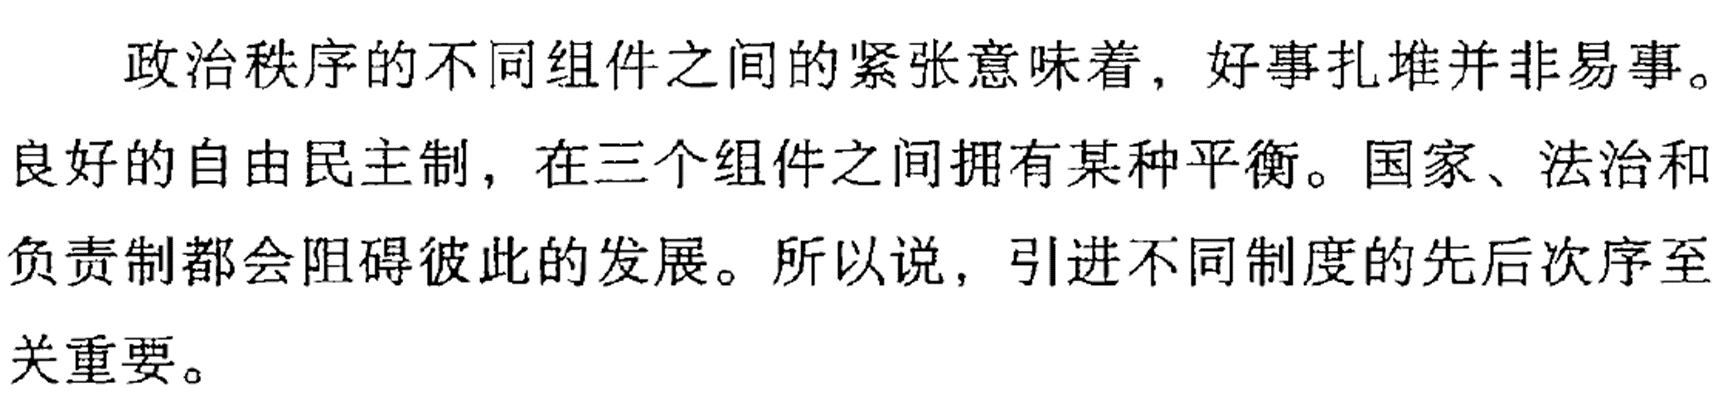 政治秩序的不同组件之间的紧张意味着，好事扎堆并非易事。
良好的自由民主制，在三个组件之间拥有某种平衡。国家、法治和
负责制都会阻碍彼此的发展。所以说，引进不同制度的先后次序至
关重要。